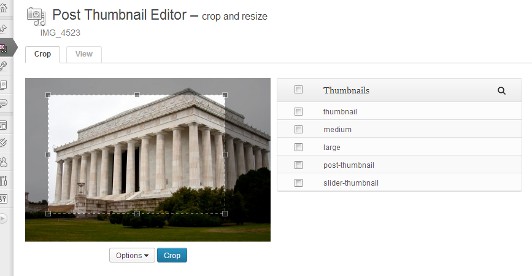 Post Thumbnail Editor – crop and resize
IMG_4523
Crop
View
Thumbnails
thumbnail
medium
large
post-thumbnail
slider-thumbnail
Options
Crop